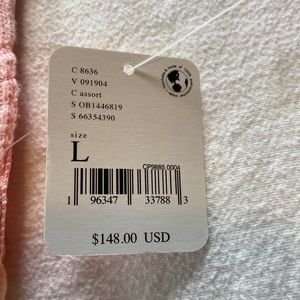 C 8636
V 091904
C assort
S OB1446819
S 66354390
size
L
CP9885 0004
1 96347 33788 3
$148.00 USD